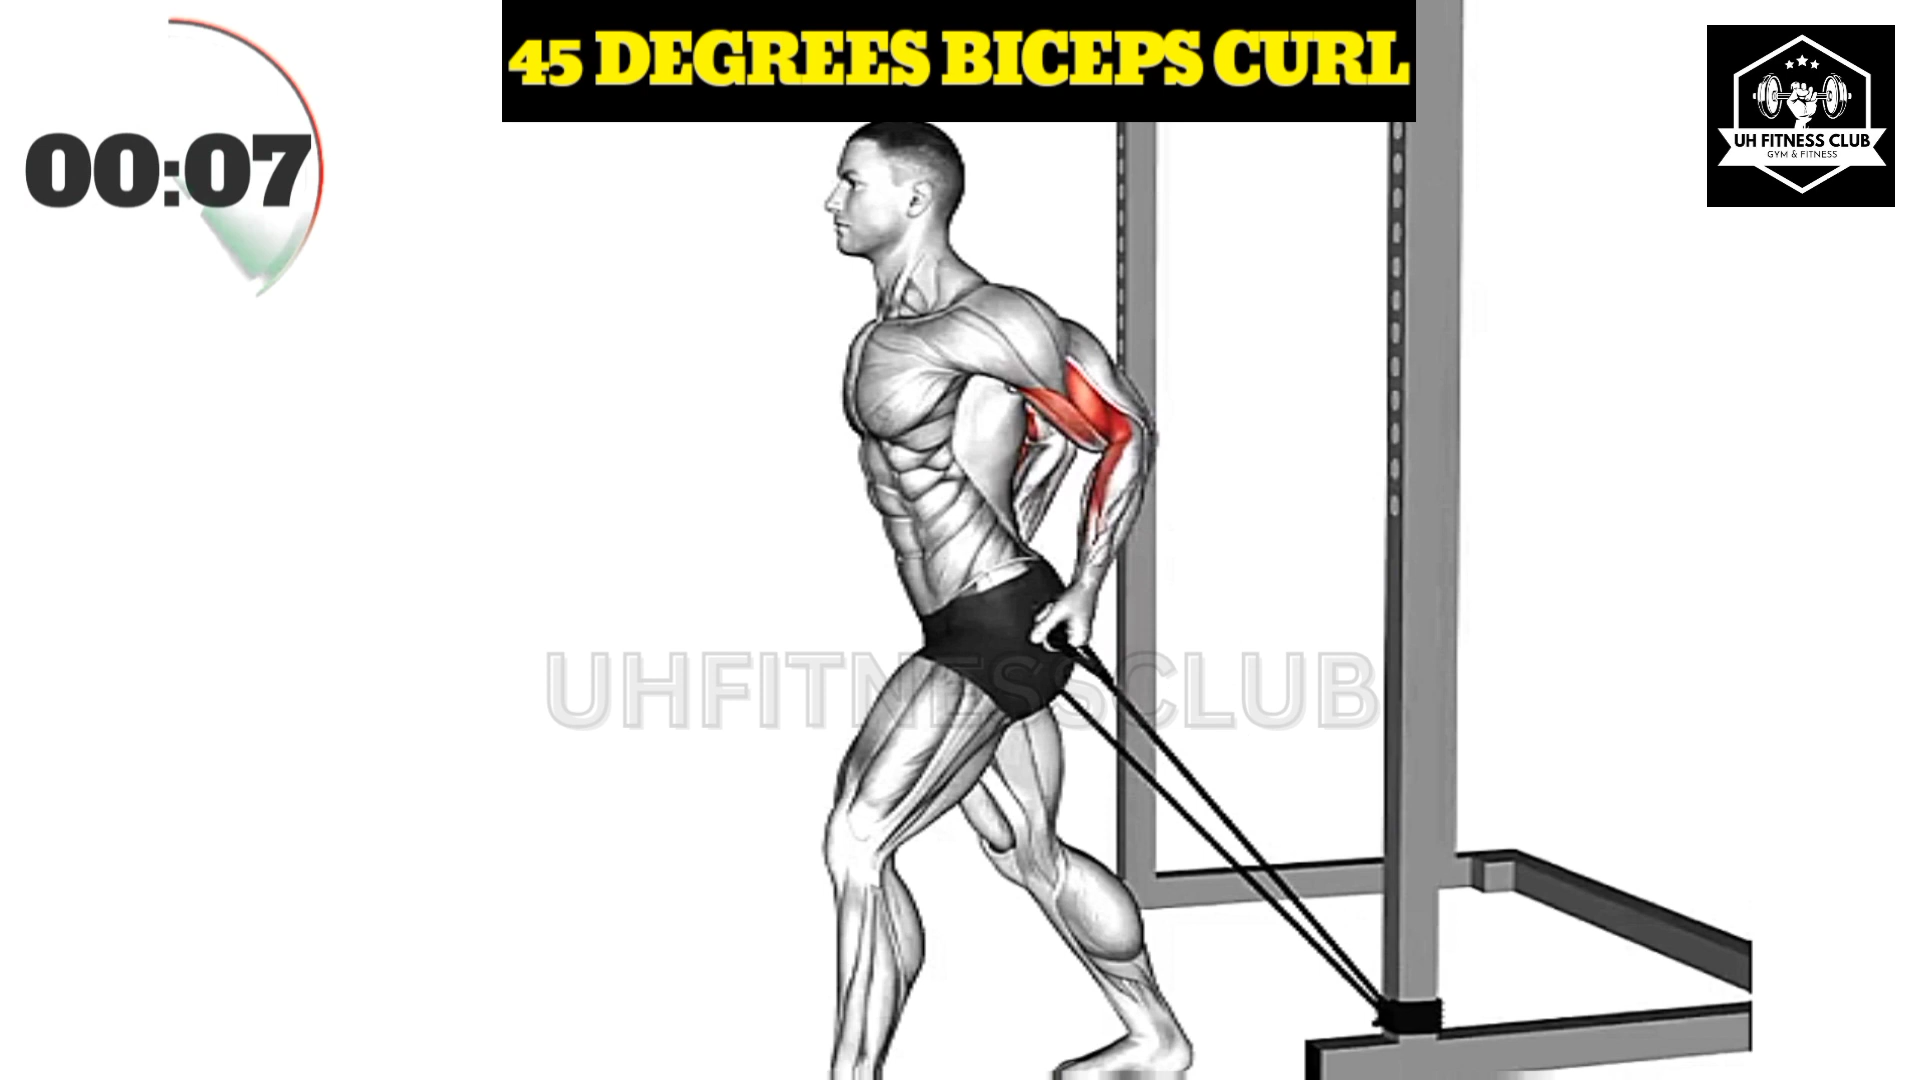 45 DEGREES BICEPS CURL
00:07
UH FITNESS CLUB
GYM & FITNESS
UHFITNESSCLUB